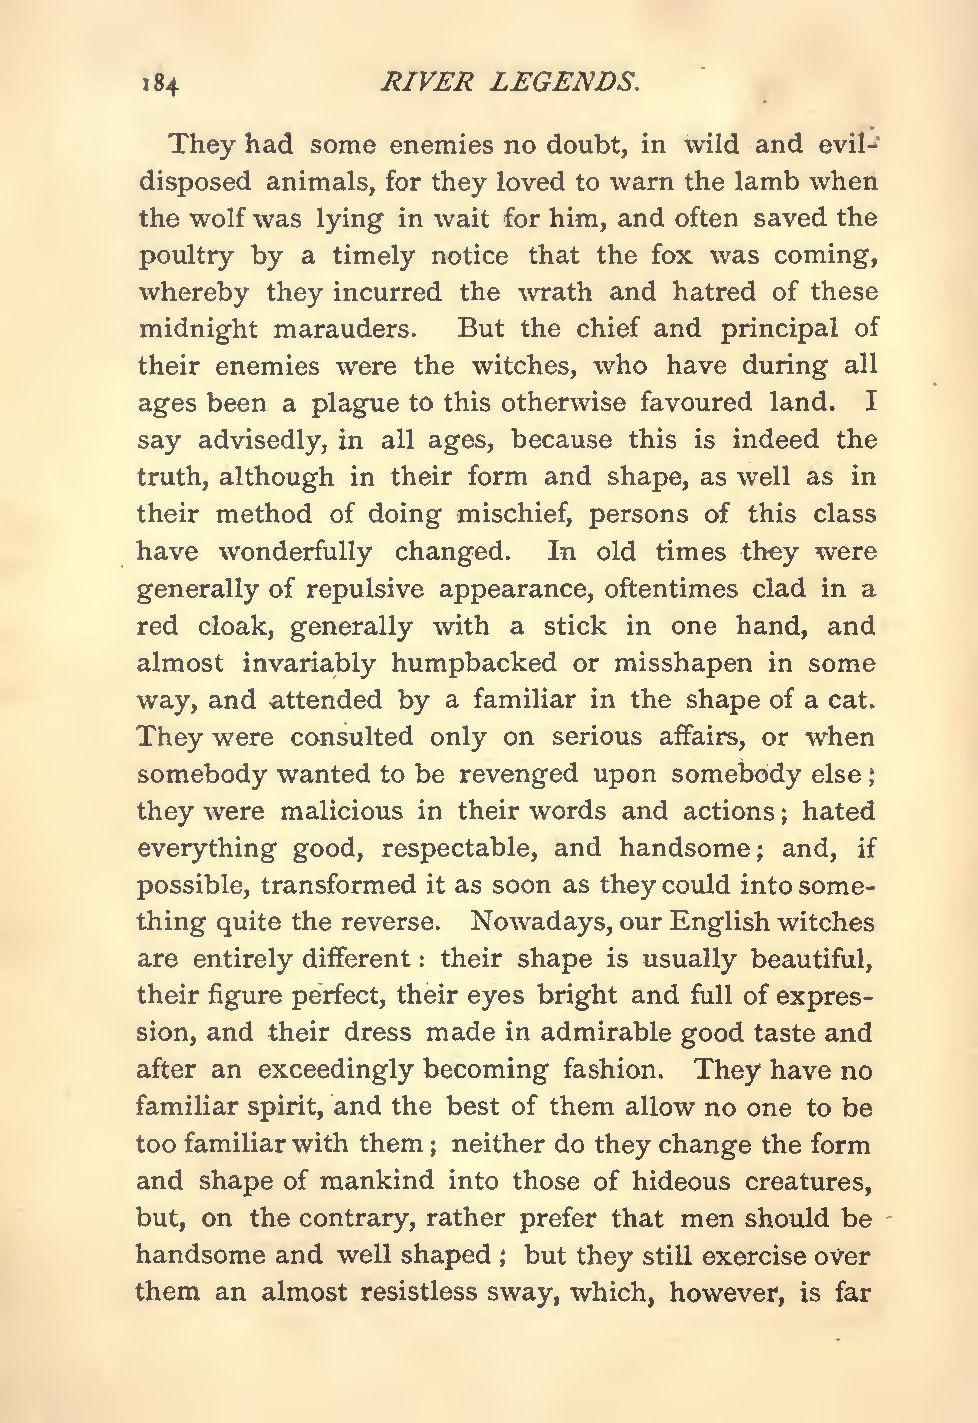 184 RIVER LEGENDS.
They had some enemies no doubt, in wild and evil-
disposed animals, for they loved to warn the lamb when
the wolf was lying in wait for him, and often saved the
poultry by a timely notice that the fox was coming,
whereby they incurred the wrath and hatred of these
midnight marauders. But the chief and principal of
their enemies were the witches, who have during all
ages been a plague to this otherwise favoured land. I
say advisedly, in all ages, because this is indeed the
truth, although in their form and shape, as well as in
their method of doing mischief, persons of this class
have wonderfully changed. In old times they were
generally of repulsive appearance, oftentimes clad in a
red cloak, generally with a stick in one hand, and
almost invariably humpbacked or misshapen in some
way, and attended by a familiar in the shape of a cat.
They were consulted only on serious affairs, or when
somebody wanted to be revenged upon somebody else;
they were malicious in their words and actions; hated
everything good, respectable, and handsome; and, if
possible, transformed it as soon as they could into some-
thing quite the reverse. Nowadays, our English witches
are entirely different: their shape is usually beautiful,
their figure perfect, their eyes bright and full of expres-
sion, and their dress made in admirable good taste and
after an exceedingly becoming fashion. They have no
familiar spirit, and the best of them allow no one to be
too familiar with them; neither do they change the form
and shape of mankind into those of hideous creatures,
but, on the contrary, rather prefer that men should be
handsome and well shaped; but they still exercise over
them an almost resistless sway, which, however, is far